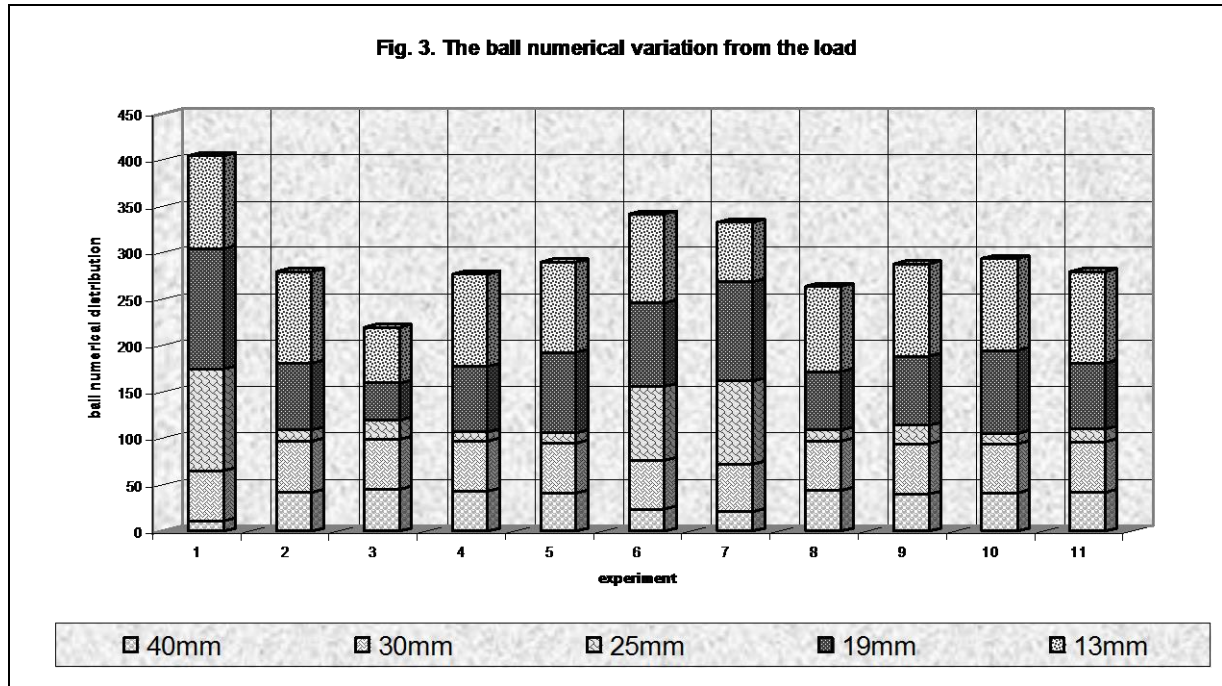 Fig. 3. The ball numerical variation from the load
450
400
350
300
250
200
150
100
50
0
ball numerical distribution
1 2 3 4 5 6 7 8 9 10 11
experiment
40mm 30mm 25mm 19mm 13mm